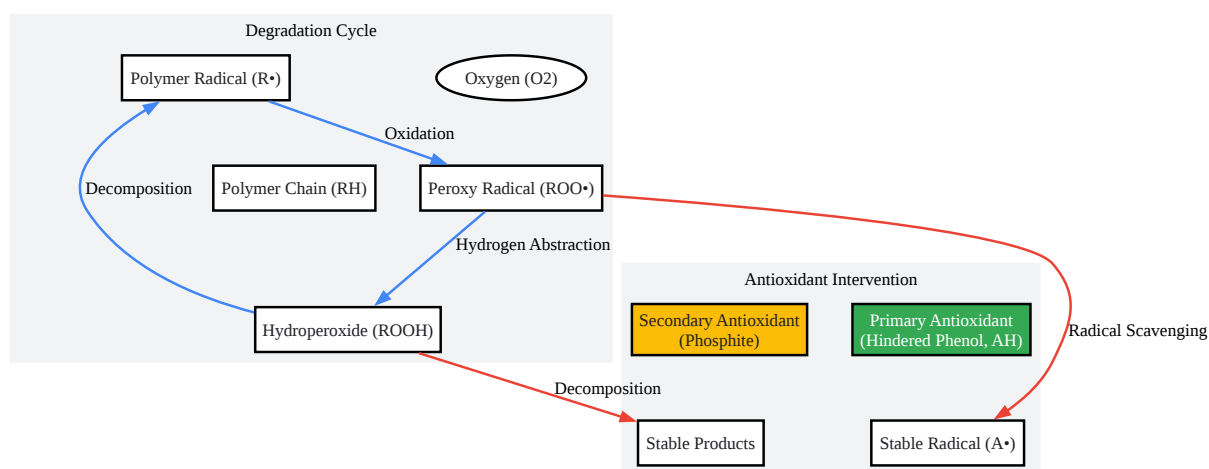 Degradation Cycle
Polymer Radical (R•)
Oxygen (O2)
Oxidation
Decomposition
Polymer Chain (RH)
Peroxy Radical (ROO•)
Hydrogen Abstraction
Antioxidant Intervention
Hydroperoxide (ROOH)
Secondary Antioxidant
(Phosphite)
Primary Antioxidant
(Hindered Phenol, AH)
Radical Scavenging
Decomposition
Stable Products
Stable Radical (A•)